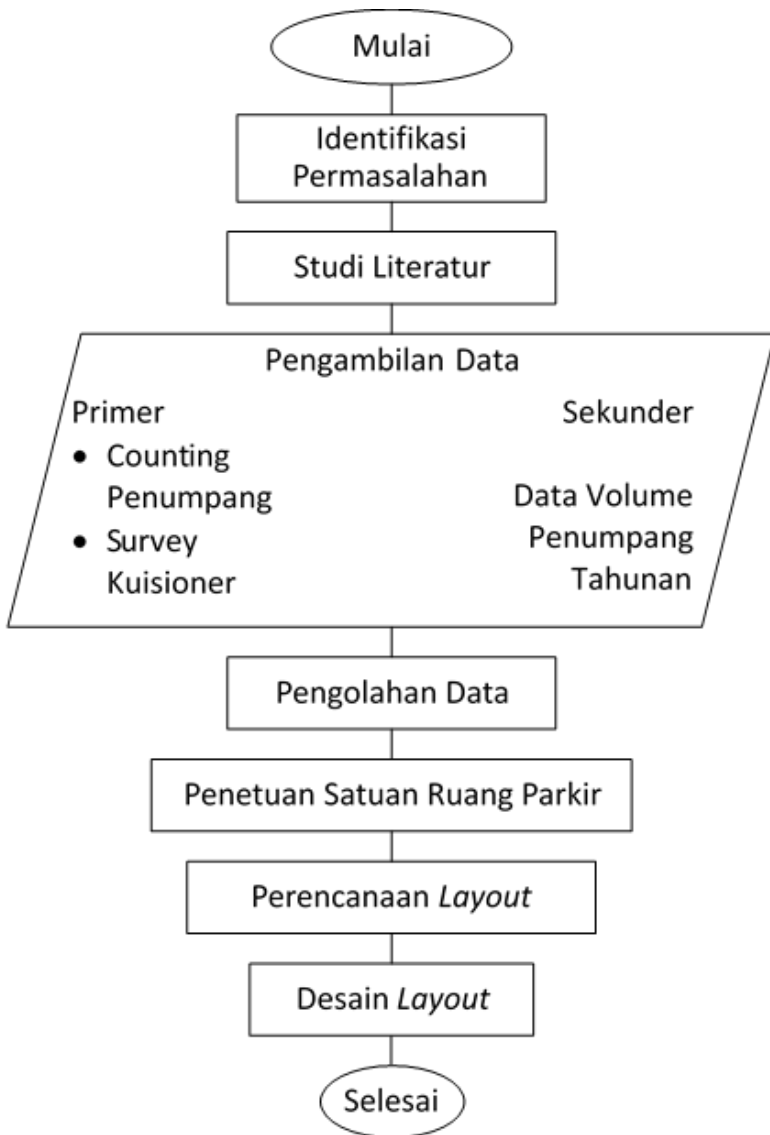 Mulai
Identifikasi
Permasalahan
Studi Literatur
Pengambilan Data
Primer
• Counting
Penumpang
• Survey
Kuisioner
Sekunder
Data Volume
Penumpang
Tahunan
Pengolahan Data
Penetuan Satuan Ruang Parkir
Perencanaan Layout
Desain Layout
Selesai